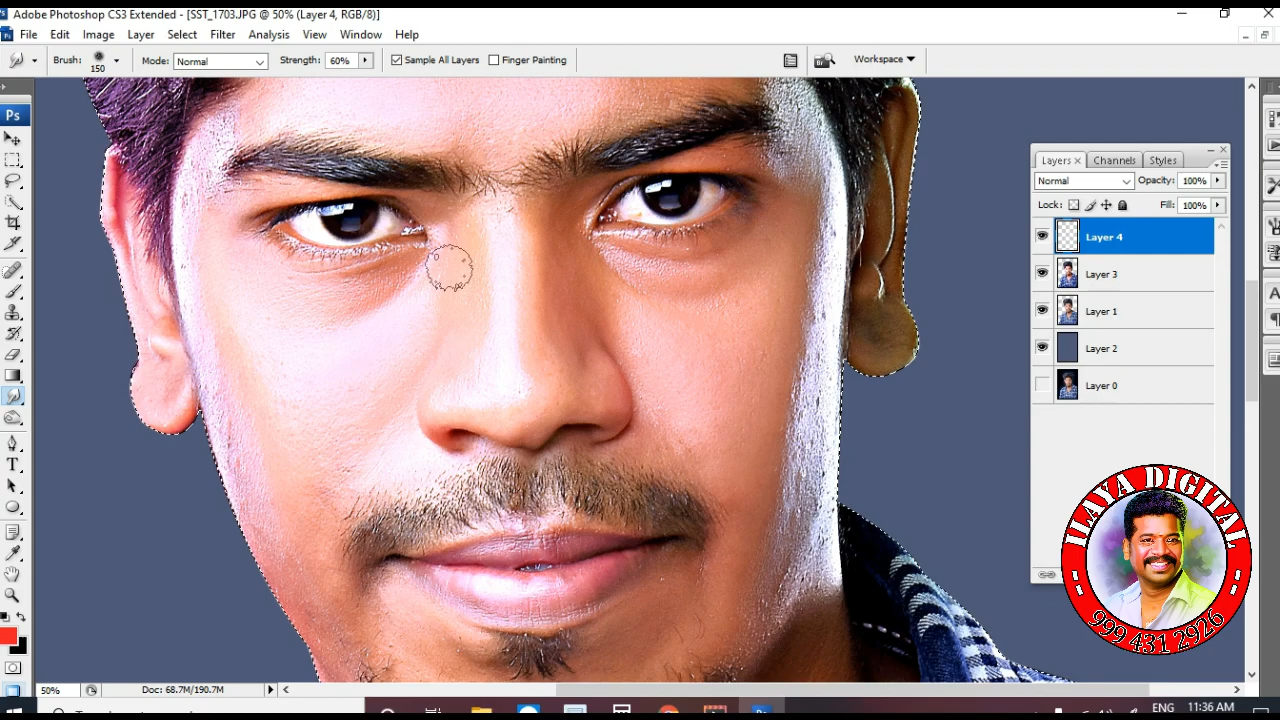 Adobe Photoshop CS3 Extended - [SST_1703.JPG @ 50% (Layer 4, RGB/8)]
File Edit Image Layer Select Filter Analysis View Window Help
Brush: 150 Mode: Normal Strength: 60% Sample All Layers Finger Painting Workspace
Ps
Layers Channels Styles
Normal Opacity: 100%
Lock: Fill: 100%
Layer 4
Layer 3
Layer 1
Layer 2
Layer 0
ILAYA DIGITAL
999 431 2926
50% Doc: 68.7M/190.7M
ENG 11:36 AM